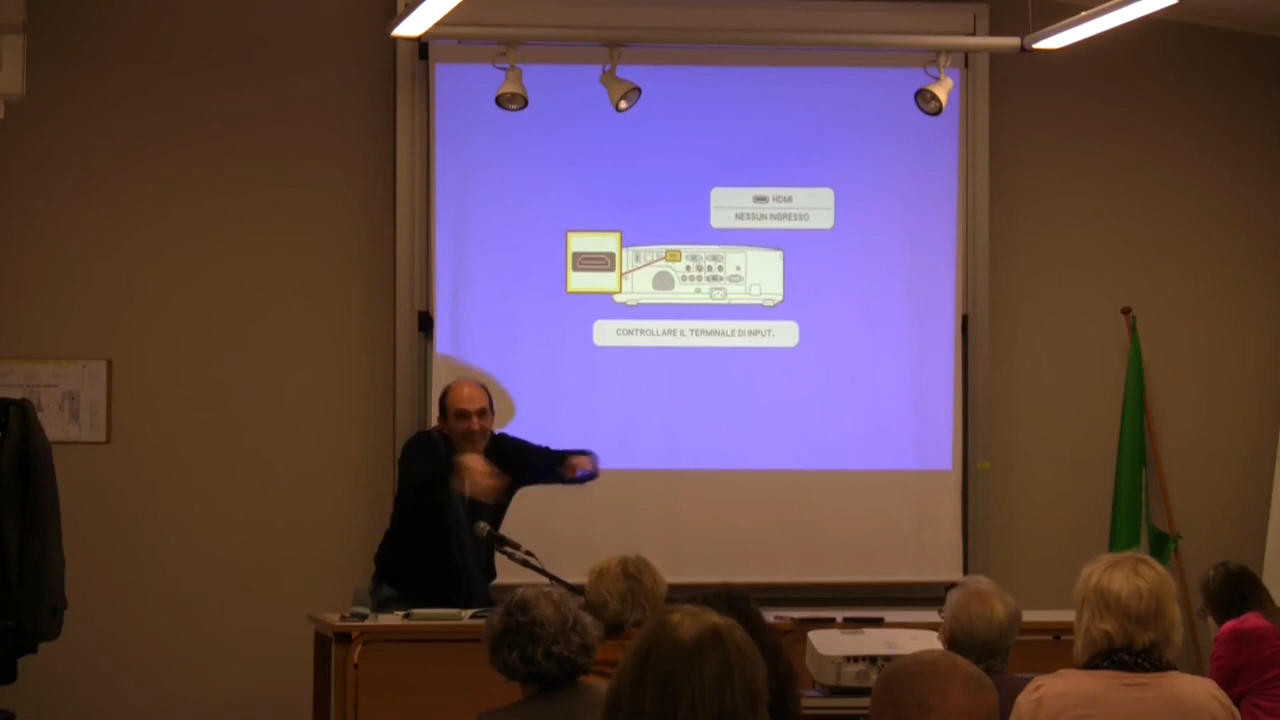 HDMI
NESSUN INGRESSO
CONTROLLARE IL TERMINALE DI INPUT.